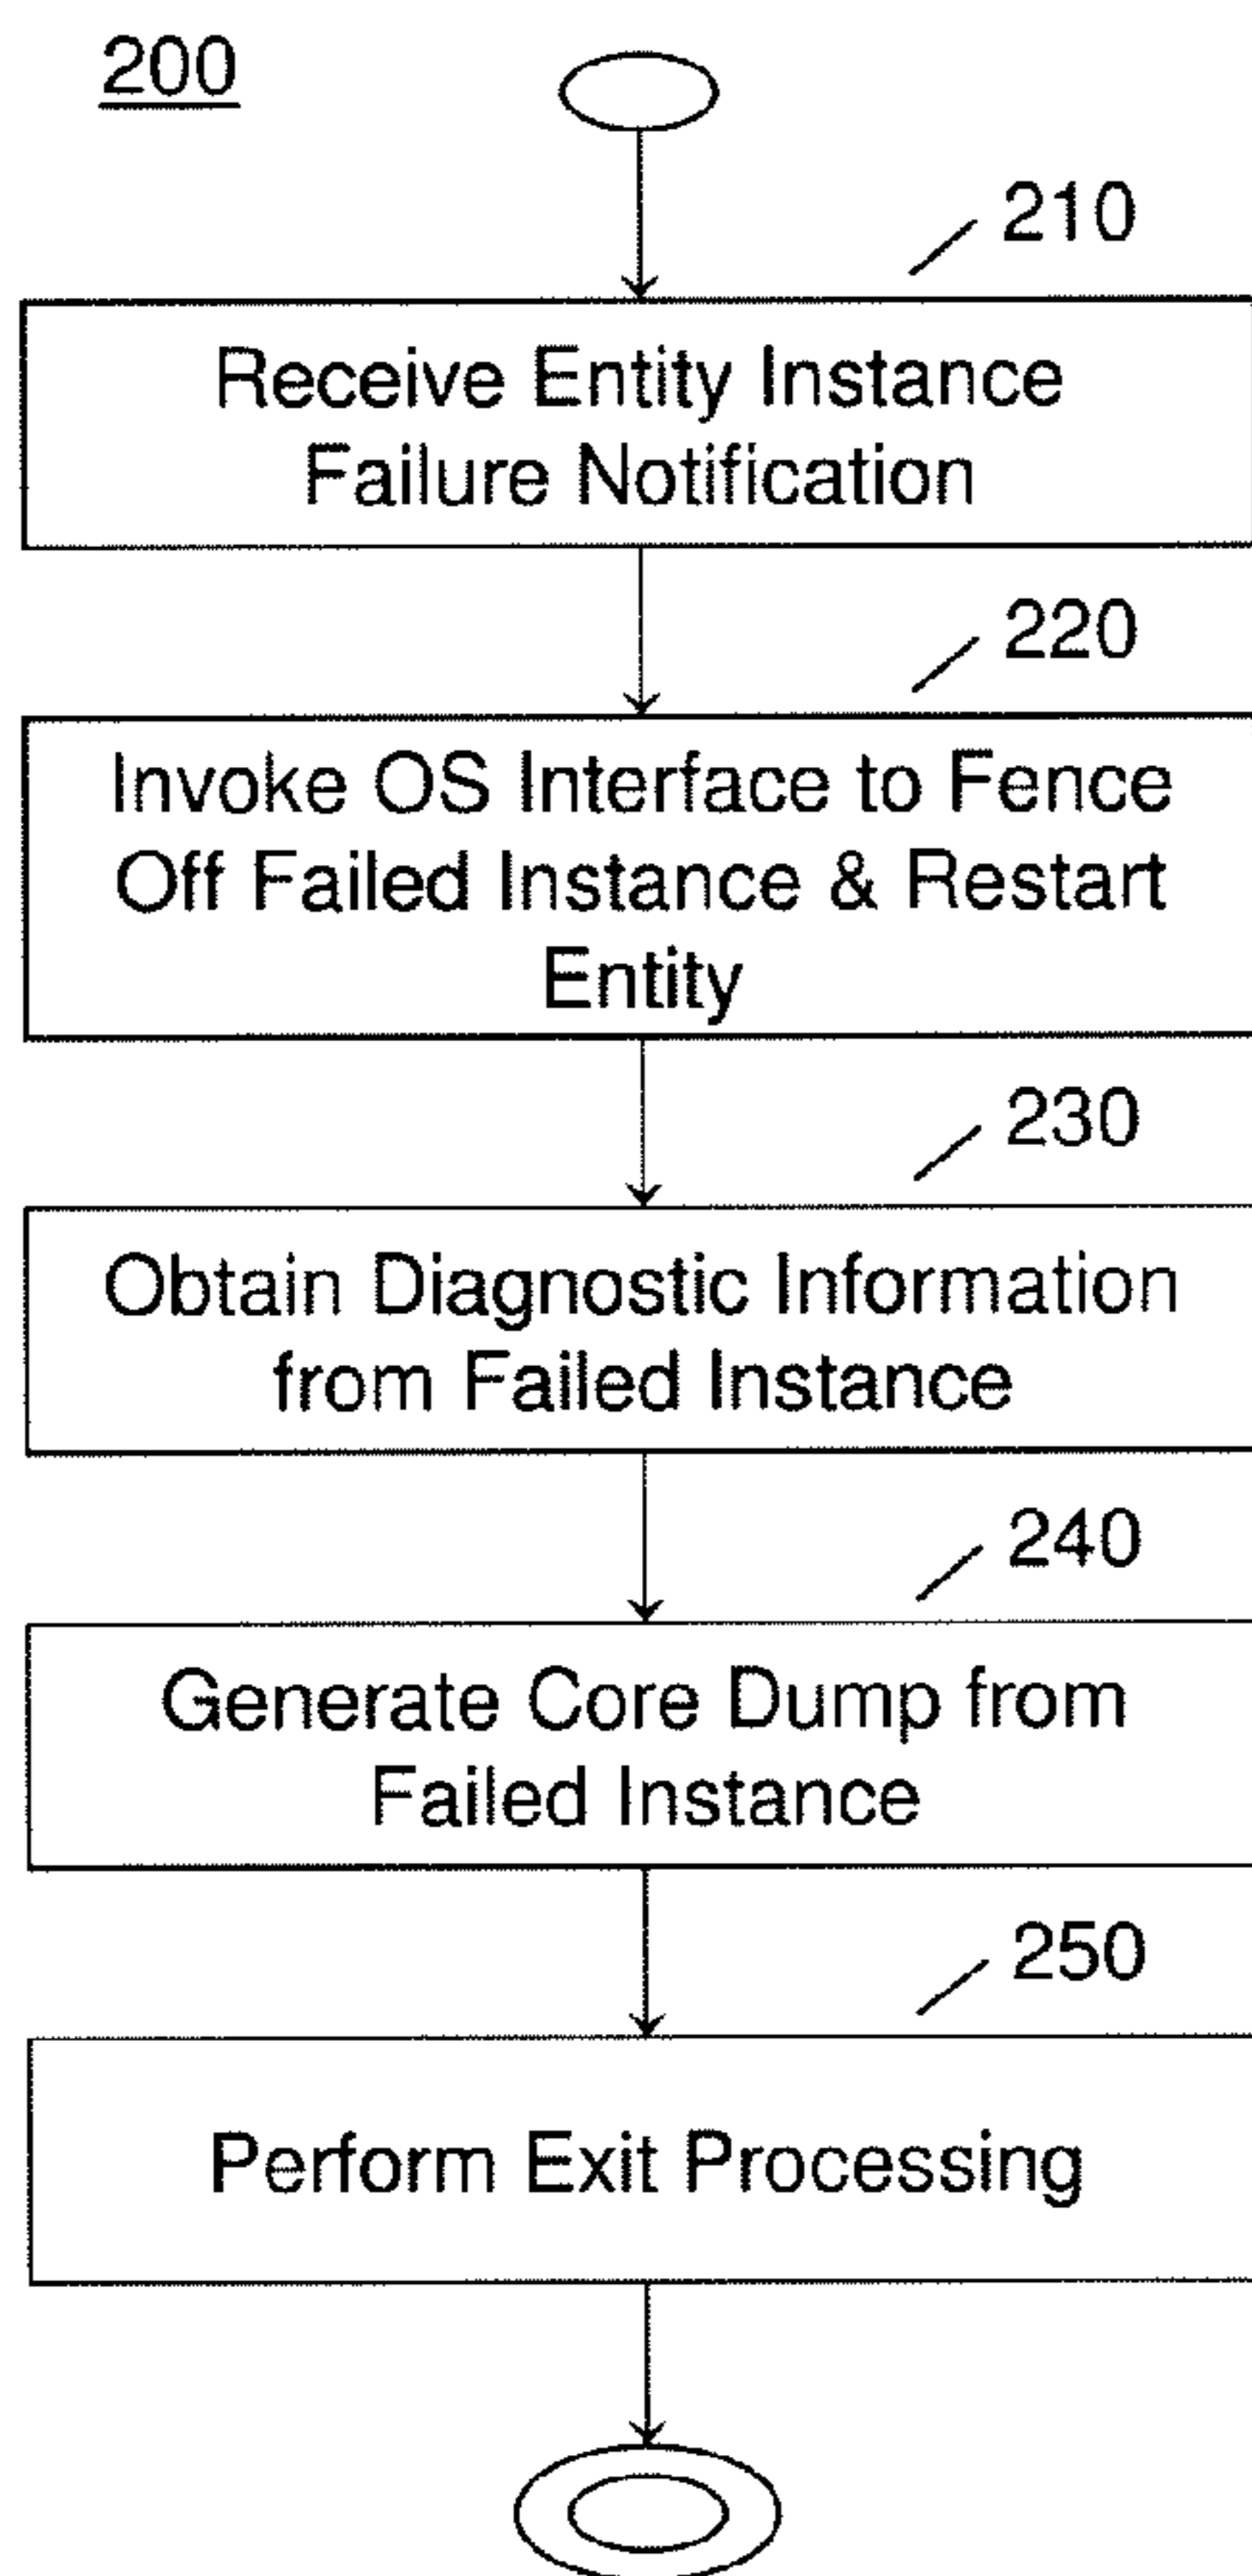 200
210
Receive Entity Instance
Failure Notification
220
Invoke OS Interface to Fence
Off Failed Instance & Restart
Entity
230
Obtain Diagnostic Information
from Failed Instance
240
Generate Core Dump from
Failed Instance
250
Perform Exit Processing